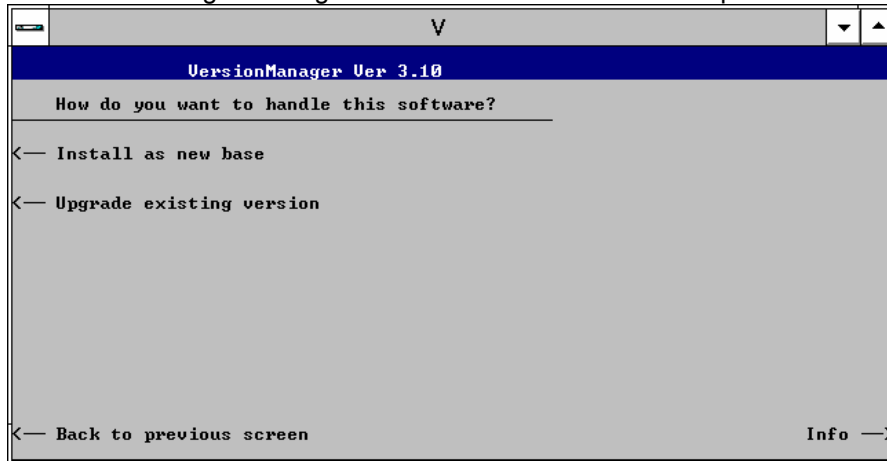 V
VersionManager Ver 3.10
How do you want to handle this software?
<— Install as new base
<— Upgrade existing version
<— Back to previous screen
Info —>